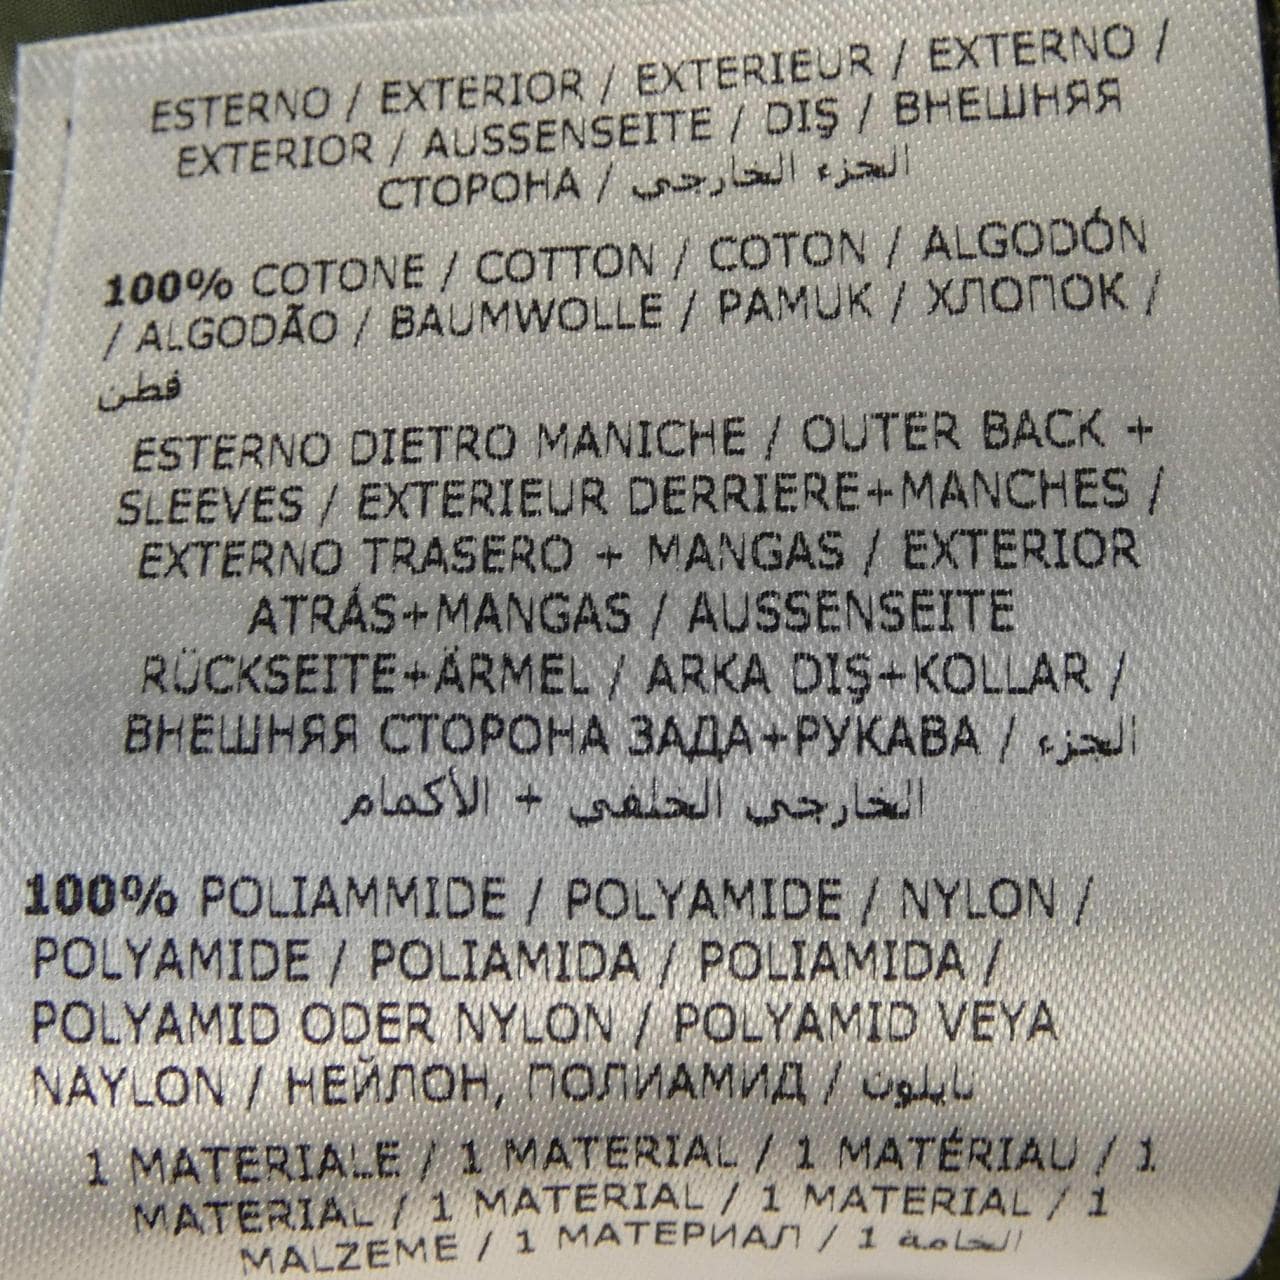 ESTERNO / EXTERIOR / EXTERIEUR / EXTERNO /
EXTERIOR / AUSSENSEITE / DIŞ / ВНЕШНЯЯ
СТОРОНА / الجزء الخارجي
100% COTONE / COTTON / COTON / ALGODÓN
/ ALGODÃO / BAUMWOLLE / PAMUK / ХЛОПОК /
قطن
ESTERNO DIETRO MANICHE / OUTER BACK +
SLEEVES / EXTERIEUR DERRIERE+MANCHES /
EXTERNO TRASERO + MANGAS / EXTERIOR
ATRÁS+MANGAS / AUSSENSEITE
RÜCKSEITE+ÄRMEL / ARKA DIŞ+KOLLAR /
ВНЕШНЯЯ СТОРОНА ЗАДА+РУКАВА / الجزء
الخارجي الخلفي + الأكمام
100% POLIAMMIDE / POLYAMIDE / NYLON /
POLYAMIDE / POLIAMIDA / POLIAMIDA /
POLYAMID ODER NYLON / POLYAMID VEYA
NAYLON / НЕЙЛОН, ПОЛИАМИД / نايلون
1 MATERIALE / 1 MATERIAL / 1 MATÉRIAU / 1
MATERIAL / 1 MATERIAL / 1 MATERIAL / 1
MALZEME / 1 МАТЕРИАЛ / 1 الخامة